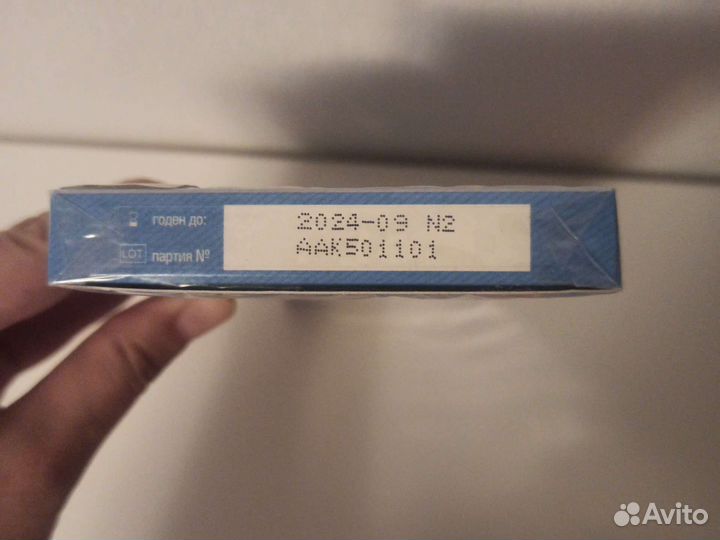 годен до: 2024-09 N2
LOT партия № AAK501101
Avito